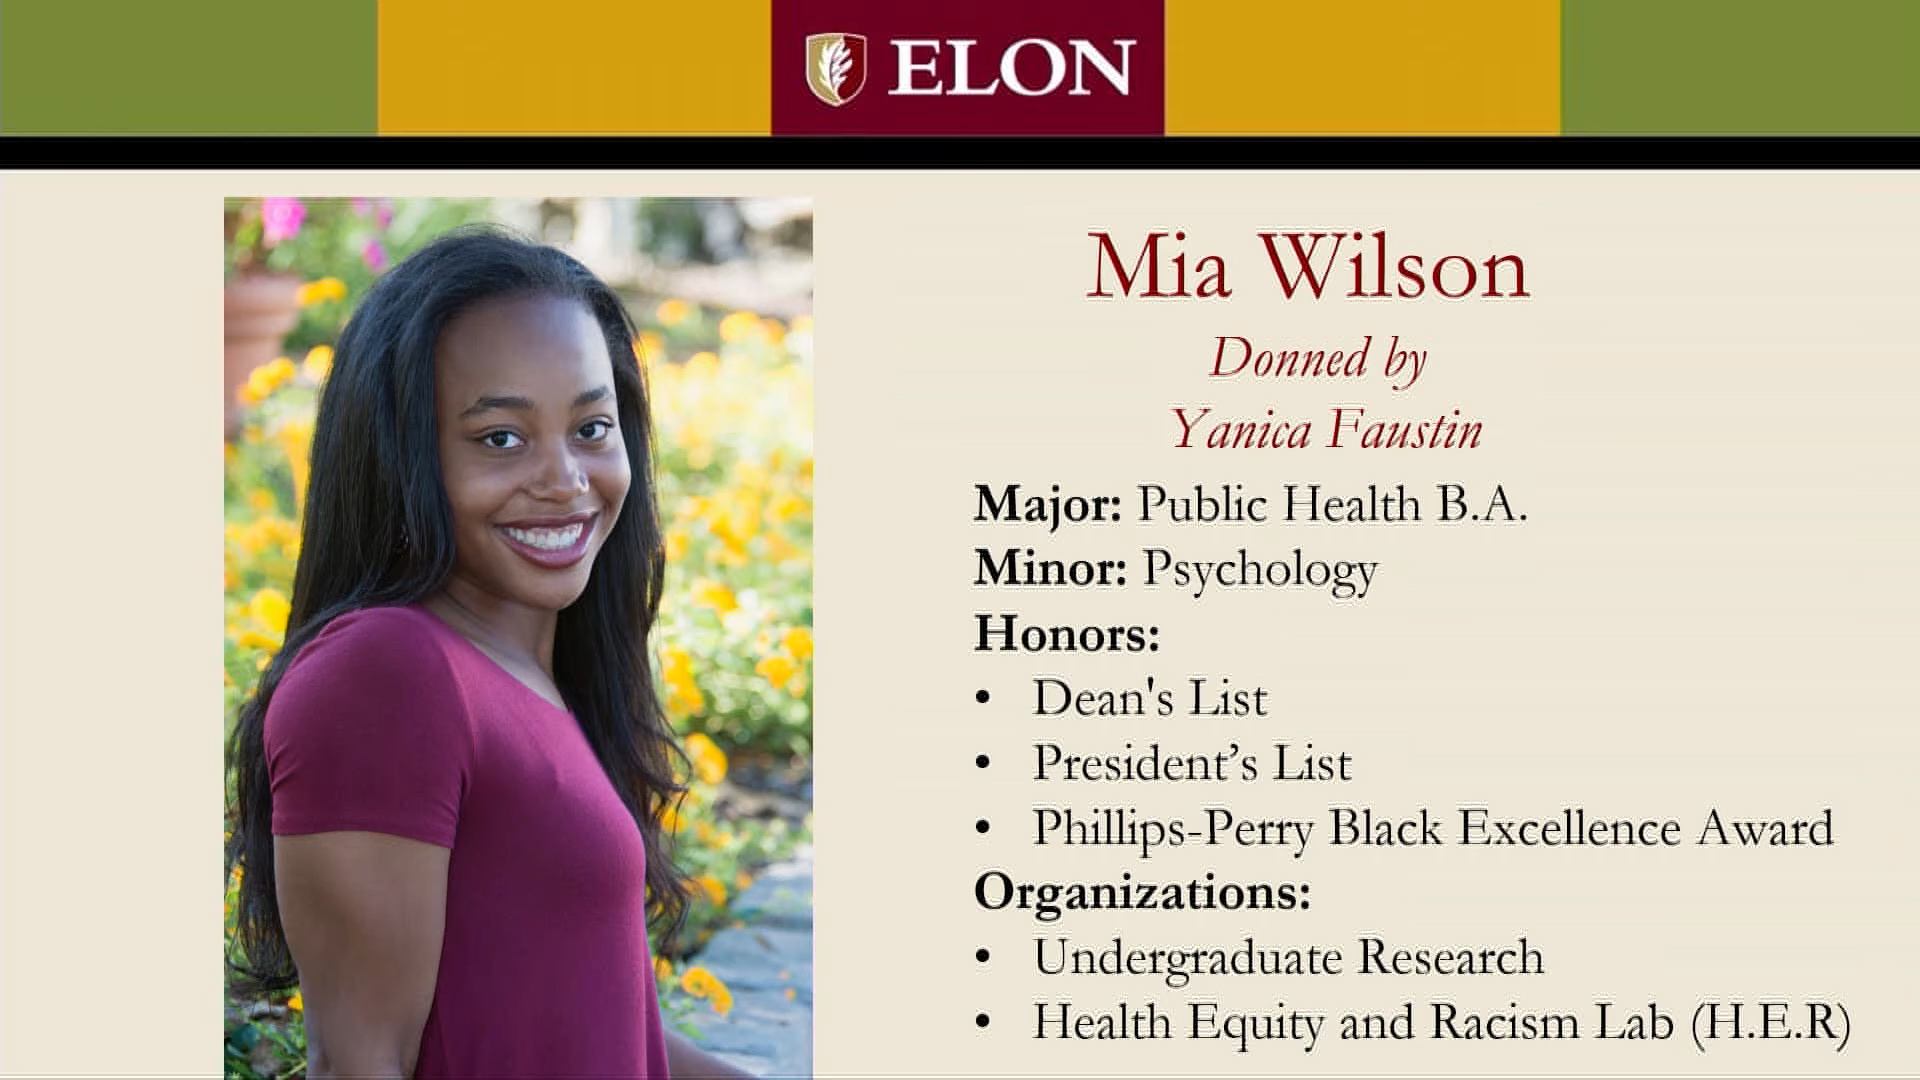 ELON
Mia Wilson
Donned by
Yanica Faustin
Major: Public Health B.A.
Minor: Psychology
Honors:
• Dean's List
• President’s List
• Phillips-Perry Black Excellence Award
Organizations:
• Undergraduate Research
• Health Equity and Racism Lab (H.E.R)